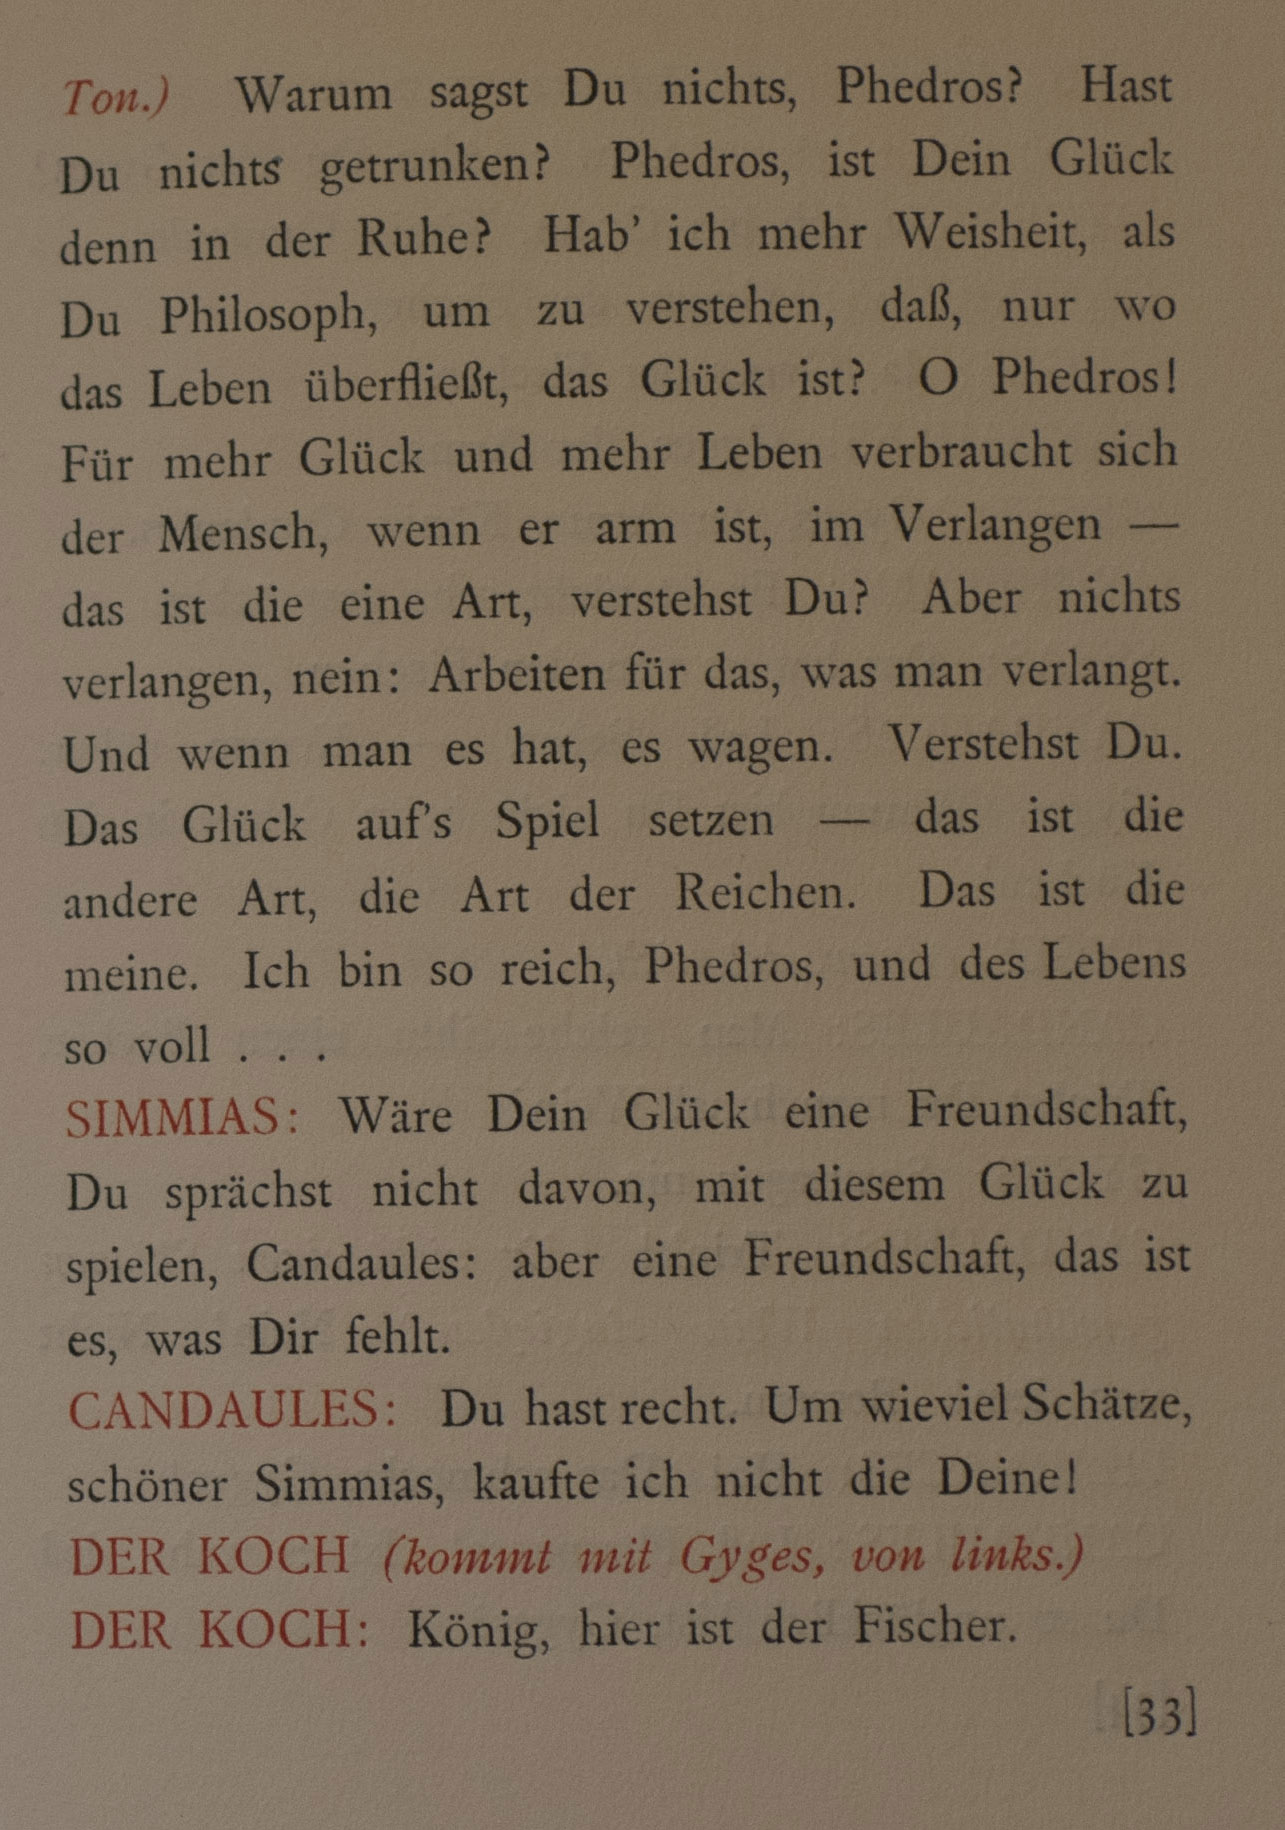 Ton.) Warum sagst Du nichts, Phedros? Hast
Du nichts getrunken? Phedros, ist Dein Glück
denn in der Ruhe? Hab’ ich mehr Weisheit, als
Du Philosoph, um zu verstehen, daß, nur wo
das Leben überfließt, das Glück ist? O Phedros!
Für mehr Glück und mehr Leben verbraucht sich
der Mensch, wenn er arm ist, im Verlangen —
das ist die eine Art, verstehst Du? Aber nichts
verlangen, nein: Arbeiten für das, was man verlangt.
Und wenn man es hat, es wagen. Verstehst Du.
Das Glück auf’s Spiel setzen — das ist die
andere Art, die Art der Reichen. Das ist die
meine. Ich bin so reich, Phedros, und des Lebens
so voll . . .
SIMMIAS: Wäre Dein Glück eine Freundschaft,
Du sprächst nicht davon, mit diesem Glück zu
spielen, Candaules: aber eine Freundschaft, das ist
es, was Dir fehlt.
CANDAULES: Du hast recht. Um wieviel Schätze,
schöner Simmias, kaufte ich nicht die Deine!
DER KOCH (kommt mit Gyges, von links.)
DER KOCH: König, hier ist der Fischer.
[33]